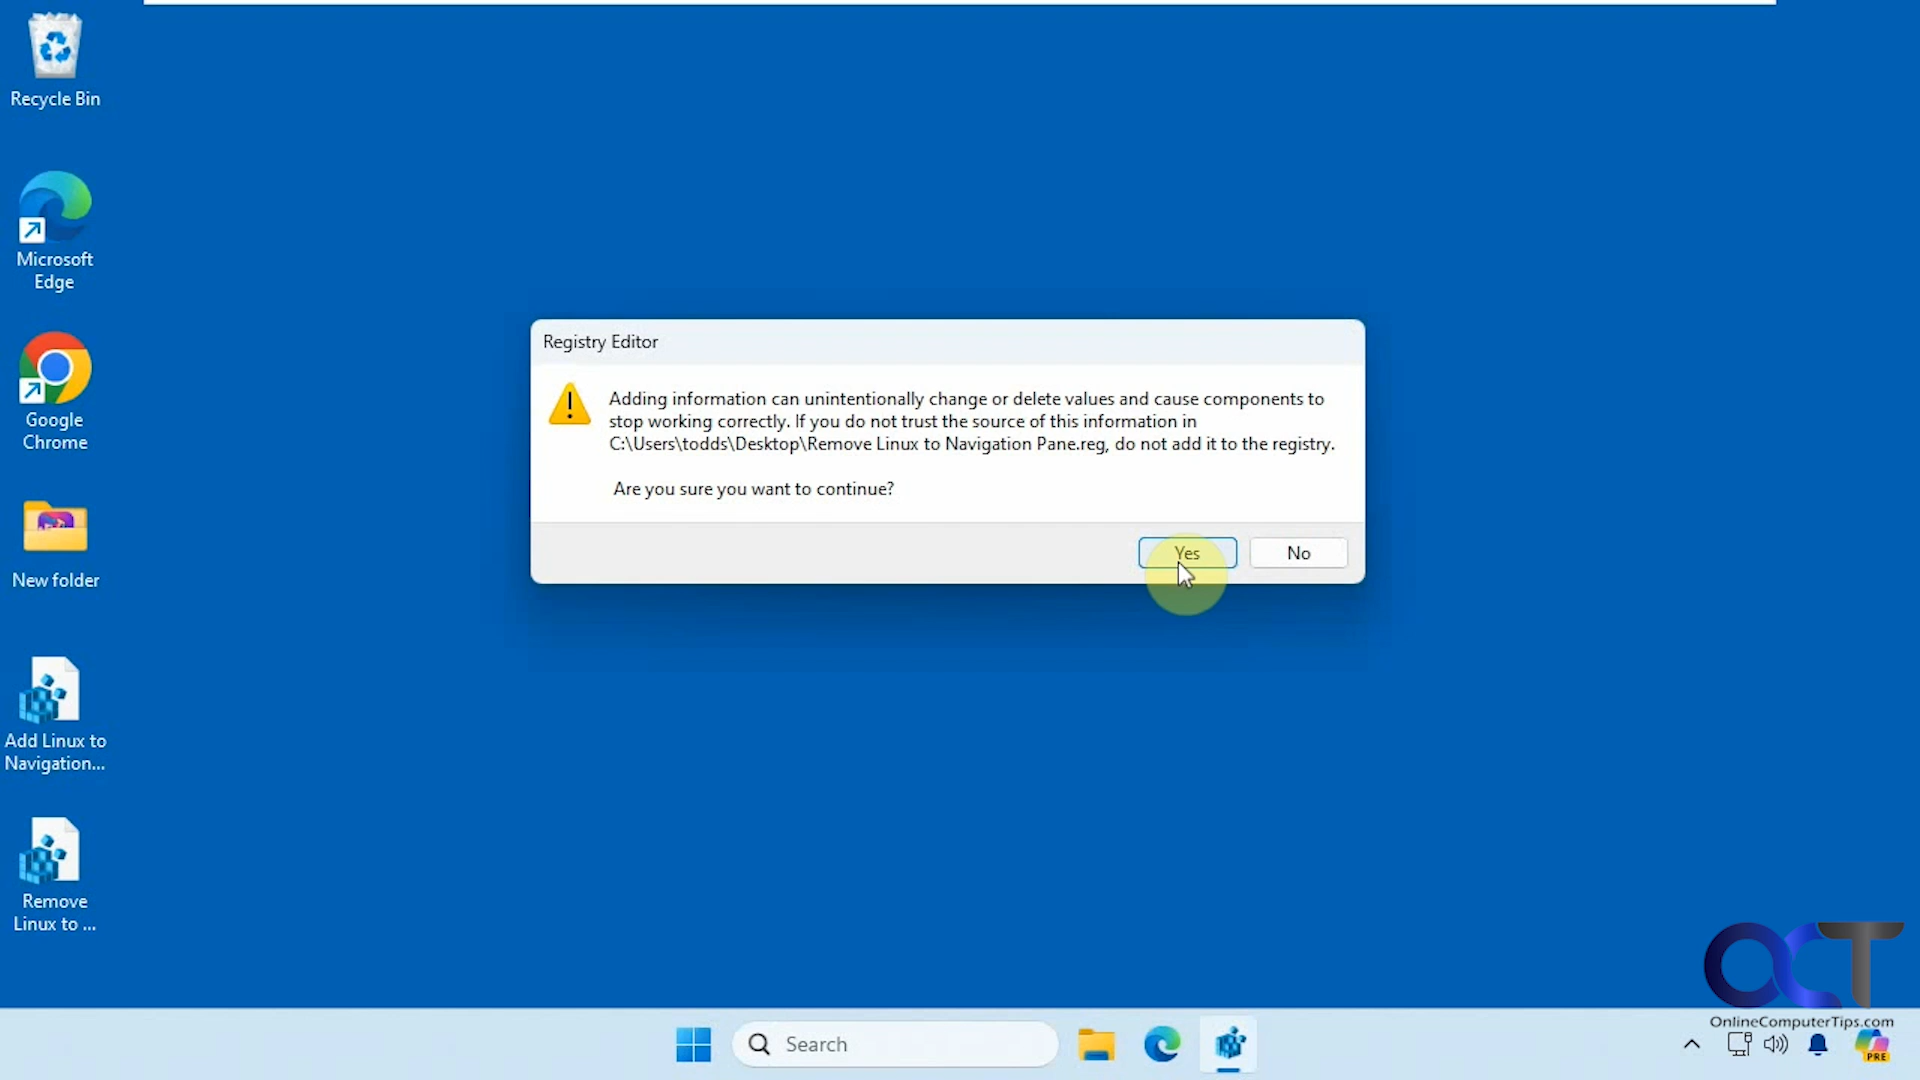 Recycle Bin
Microsoft
Edge
Google
Chrome
New folder
Add Linux to
Navigation...
Remove
Linux to ...
Registry Editor
Adding information can unintentionally change or delete values and cause components to
stop working correctly. If you do not trust the source of this information in
C:\Users\todds\Desktop\Remove Linux to Navigation Pane.reg, do not add it to the registry.
Are you sure you want to continue?
Yes
No
Search
OCT
OnlineComputerTips.com
PRE